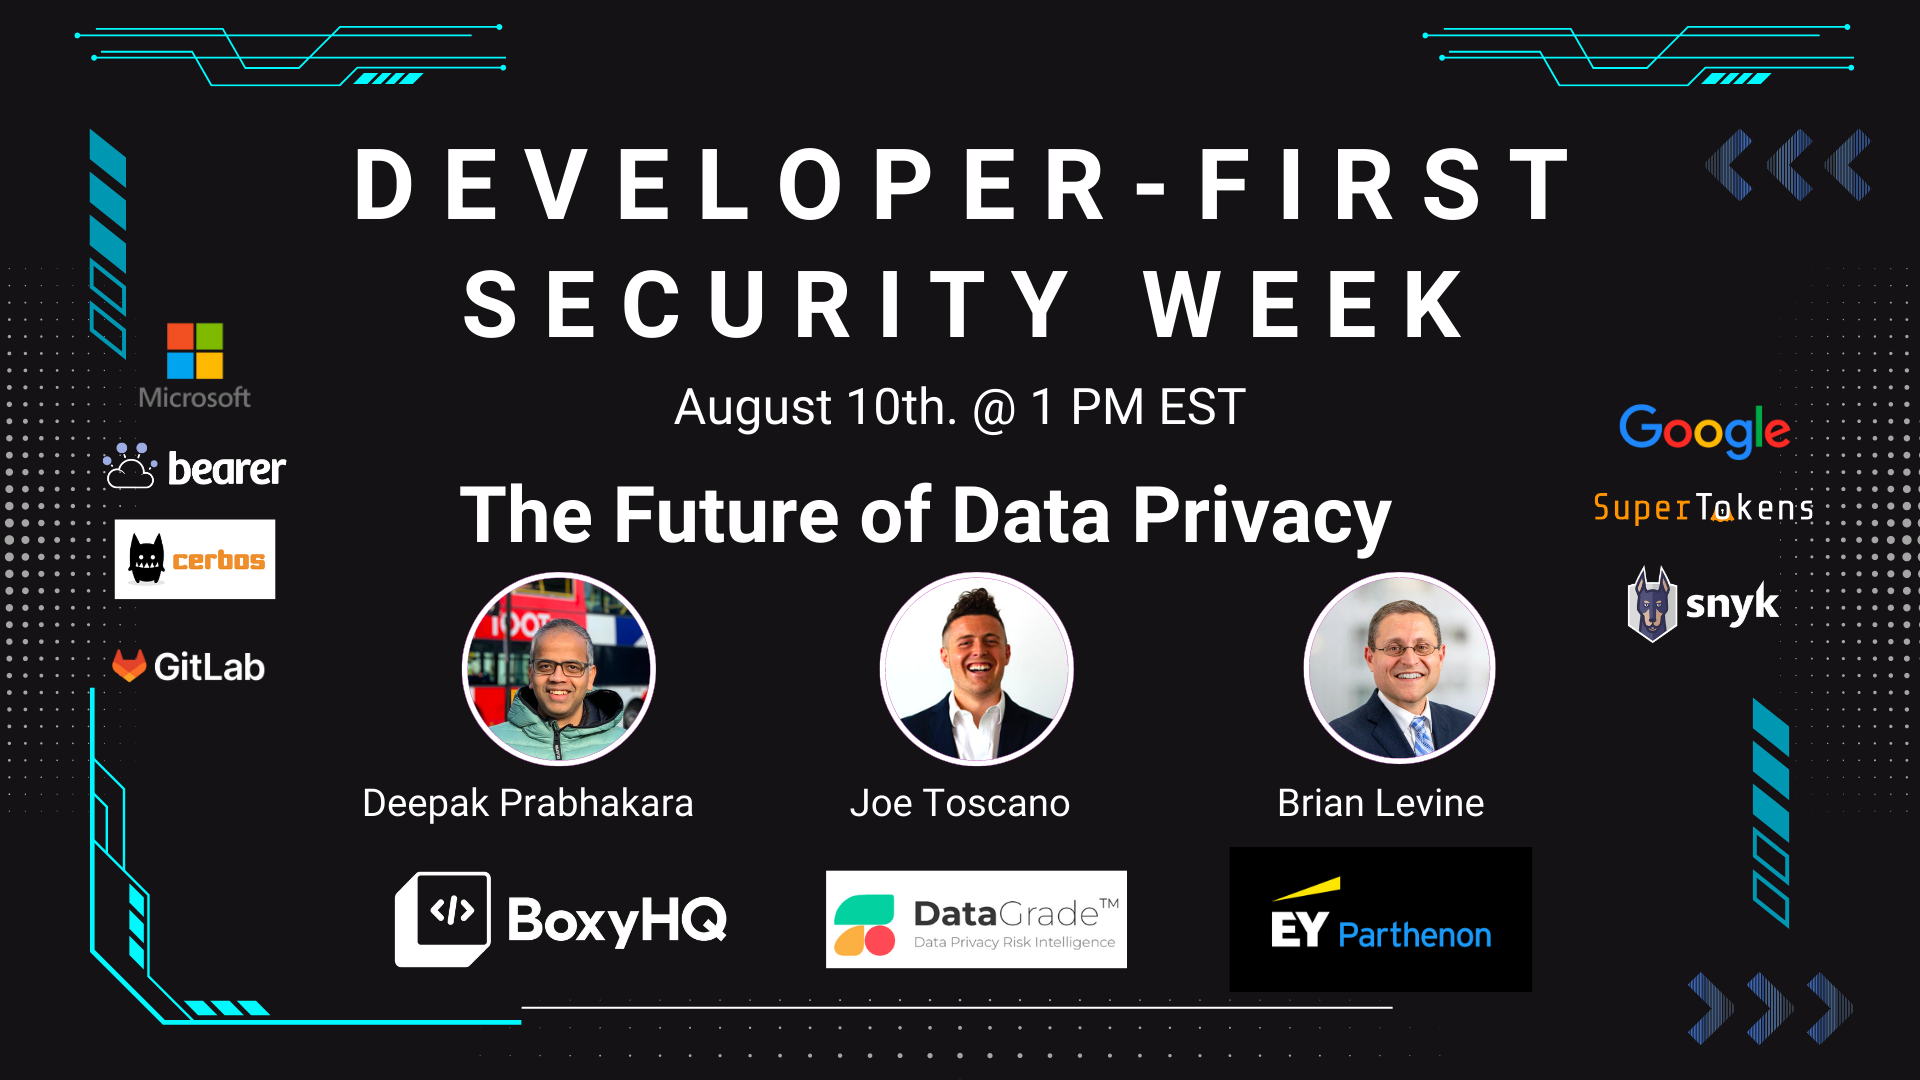 DEVELOPER-FIRST
SECURITY WEEK
August 10th. @ 1 PM EST
The Future of Data Privacy
Microsoft
bearer
cerbos
GitLab
Google
SuperTokens
snyk
Deepak Prabhakara
Joe Toscano
Brian Levine
</> BoxyHQ
DataGrade™
Data Privacy Risk Intelligence
EY Parthenon